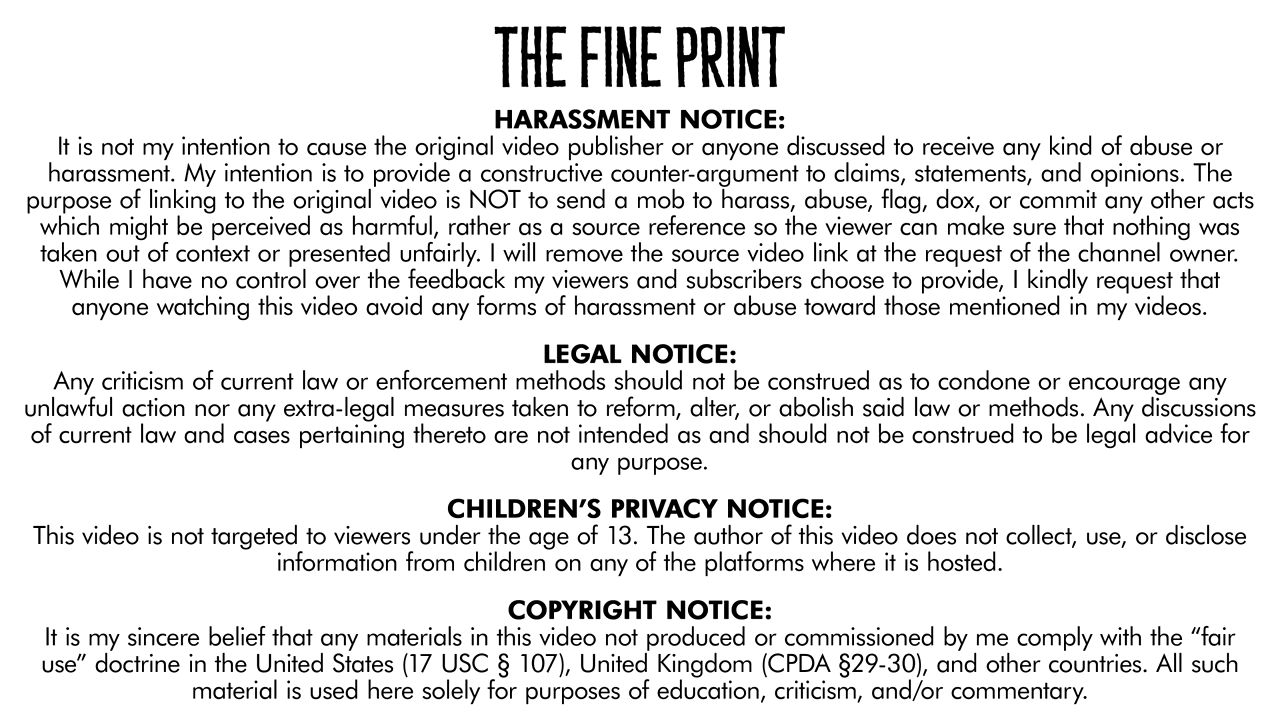 THE FINE PRINT
HARASSMENT NOTICE:
It is not my intention to cause the original video publisher or anyone discussed to receive any kind of abuse or
harassment. My intention is to provide a constructive counter-argument to claims, statements, and opinions. The
purpose of linking to the original video is NOT to send a mob to harass, abuse, flag, dox, or commit any other acts
which might be perceived as harmful, rather as a source reference so the viewer can make sure that nothing was
taken out of context or presented unfairly. I will remove the source video link at the request of the channel owner.
While I have no control over the feedback my viewers and subscribers choose to provide, I kindly request that
anyone watching this video avoid any forms of harassment or abuse toward those mentioned in my videos.
LEGAL NOTICE:
Any criticism of current law or enforcement methods should not be construed as to condone or encourage any
unlawful action nor any extra-legal measures taken to reform, alter, or abolish said law or methods. Any discussions
of current law and cases pertaining thereto are not intended as and should not be construed to be legal advice for
any purpose.
CHILDREN’S PRIVACY NOTICE:
This video is not targeted to viewers under the age of 13. The author of this video does not collect, use, or disclose
information from children on any of the platforms where it is hosted.
COPYRIGHT NOTICE:
It is my sincere belief that any materials in this video not produced or commissioned by me comply with the “fair
use” doctrine in the United States (17 USC § 107), United Kingdom (CPDA §29-30), and other countries. All such
material is used here solely for purposes of education, criticism, and/or commentary.